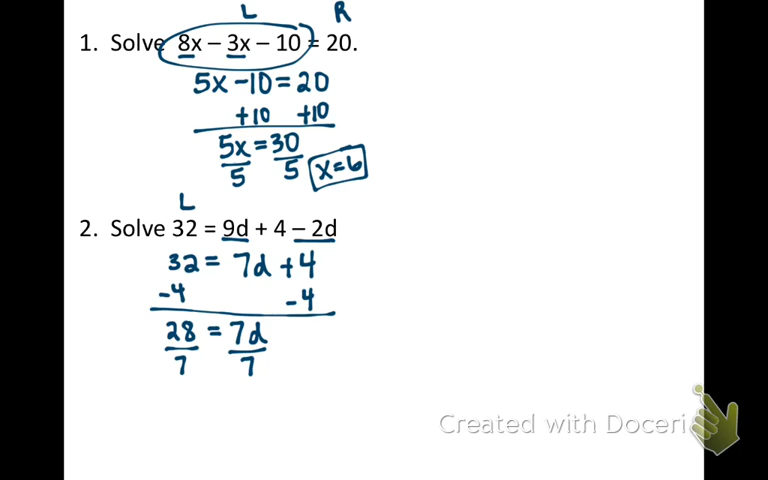 L R
1. Solve 8x – 3x – 10 = 20.
5x -10 = 20
+10 +10
5x = 30
5 5
x=6
L
2. Solve 32 = 9d + 4 – 2d
32 = 7d + 4
-4 -4
28 = 7d
7 7
Created with Doceri